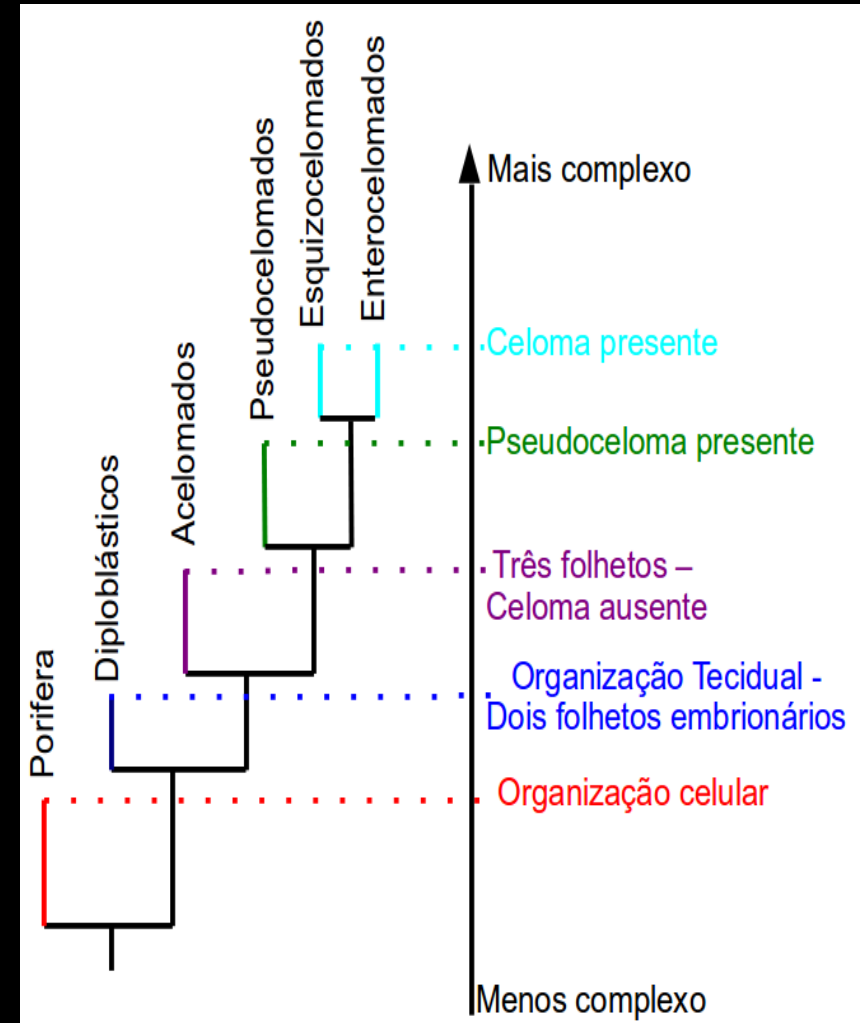 Porifera
Diploblásticos
Acelomados
Pseudocelomados
Esquizocelomados
Enterocelomados
Mais complexo
Celoma presente
Pseudoceloma presente
Três folhetos –
Celoma ausente
Organização Tecidual -
Dois folhetos embrionários
Organização celular
Menos complexo